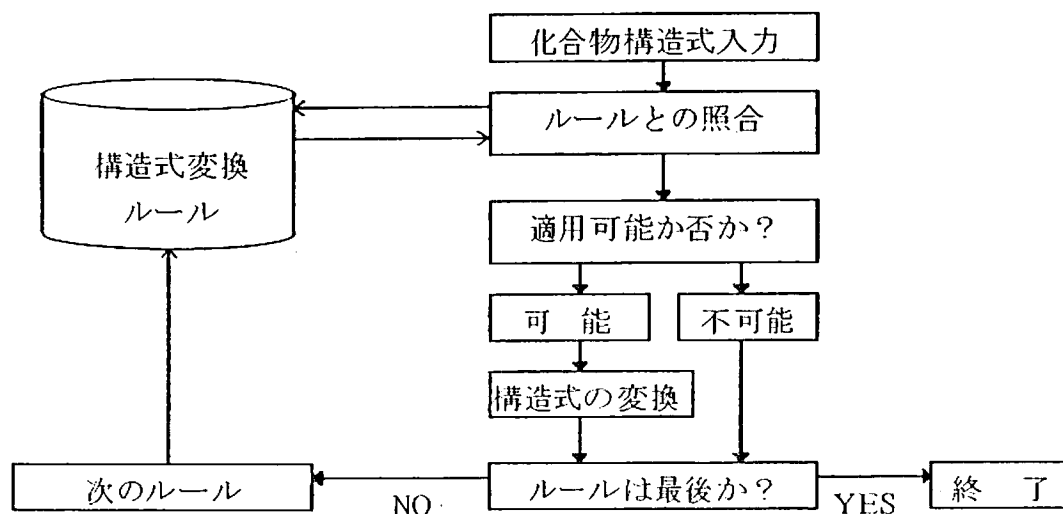 化合物構造式入力
ルールとの照合
構造式変換
ルール
適用可能か否か？
可　能
不可能
構造式の変換
次のルール
NO
ルールは最後か？
YES
終　了